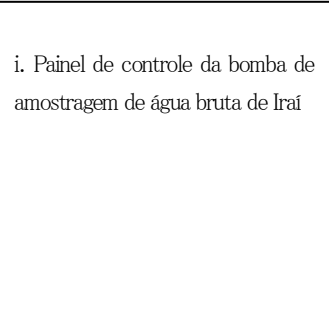 i. Painel de controle da bomba de
amostragem de água bruta de Iraí